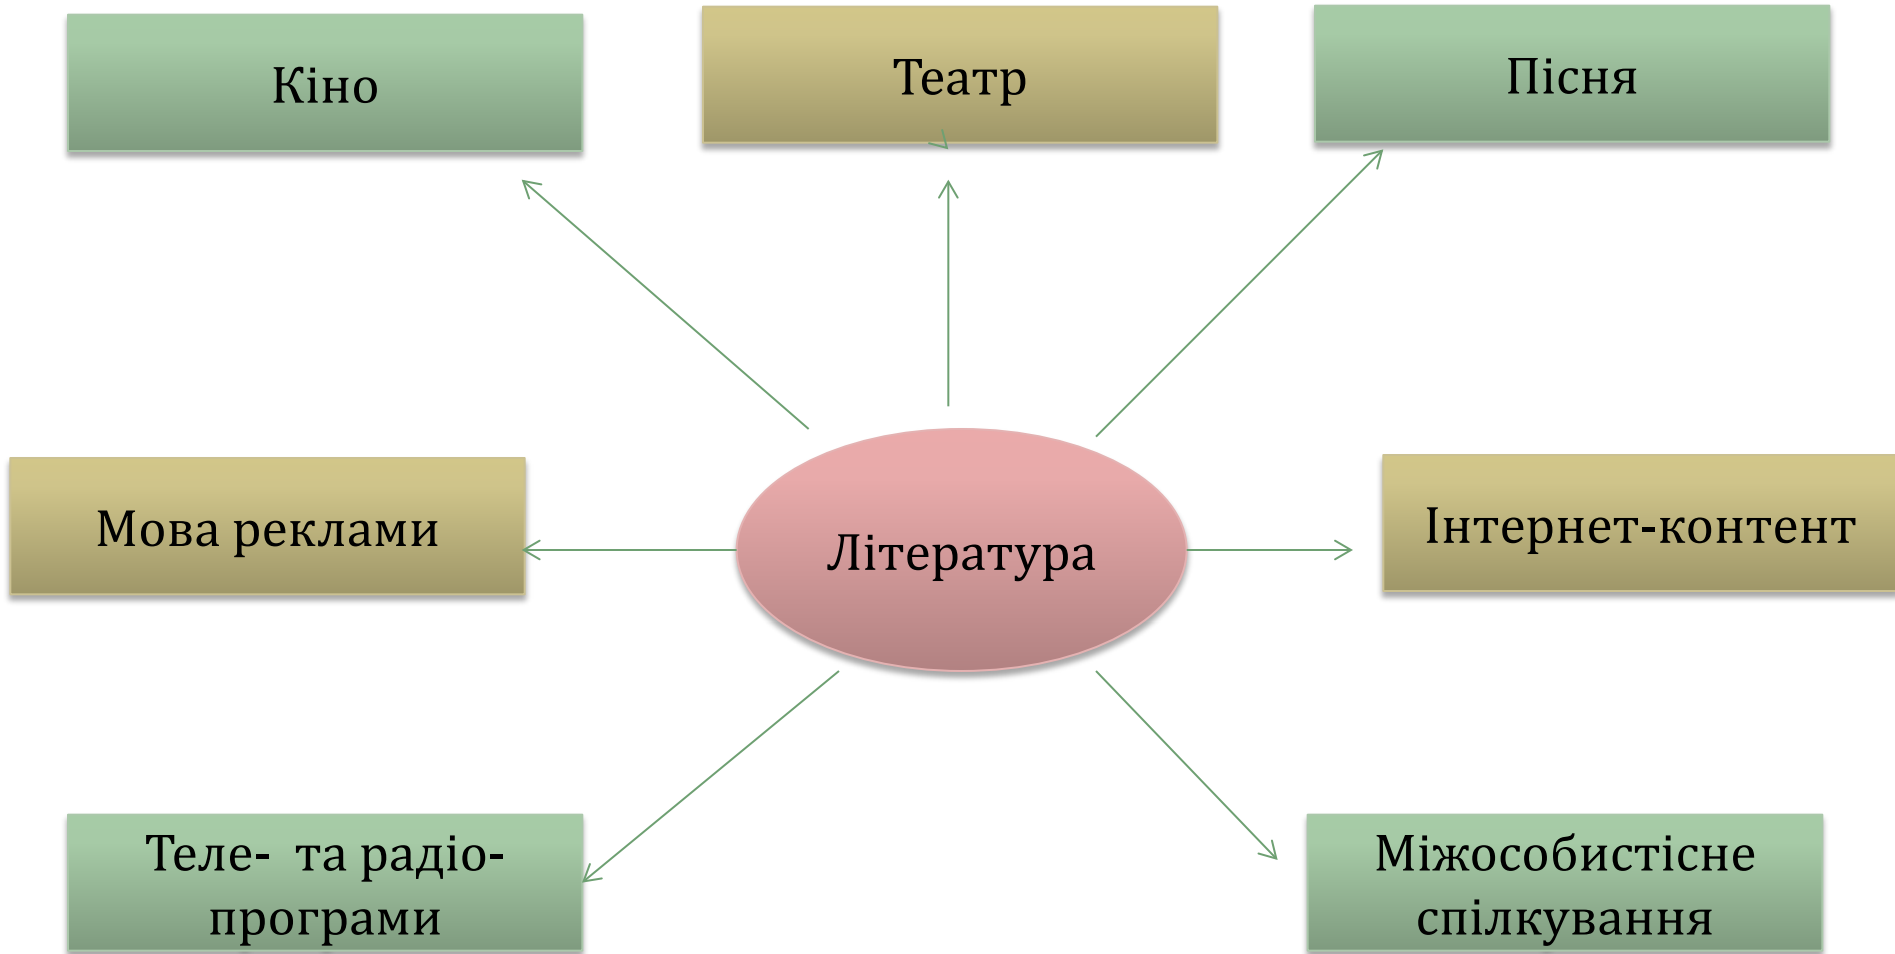 Кіно
Театр
Пісня
Мова реклами
Література
Інтернет-контент
Теле- та радіо-
програми
Міжособистісне
спілкування